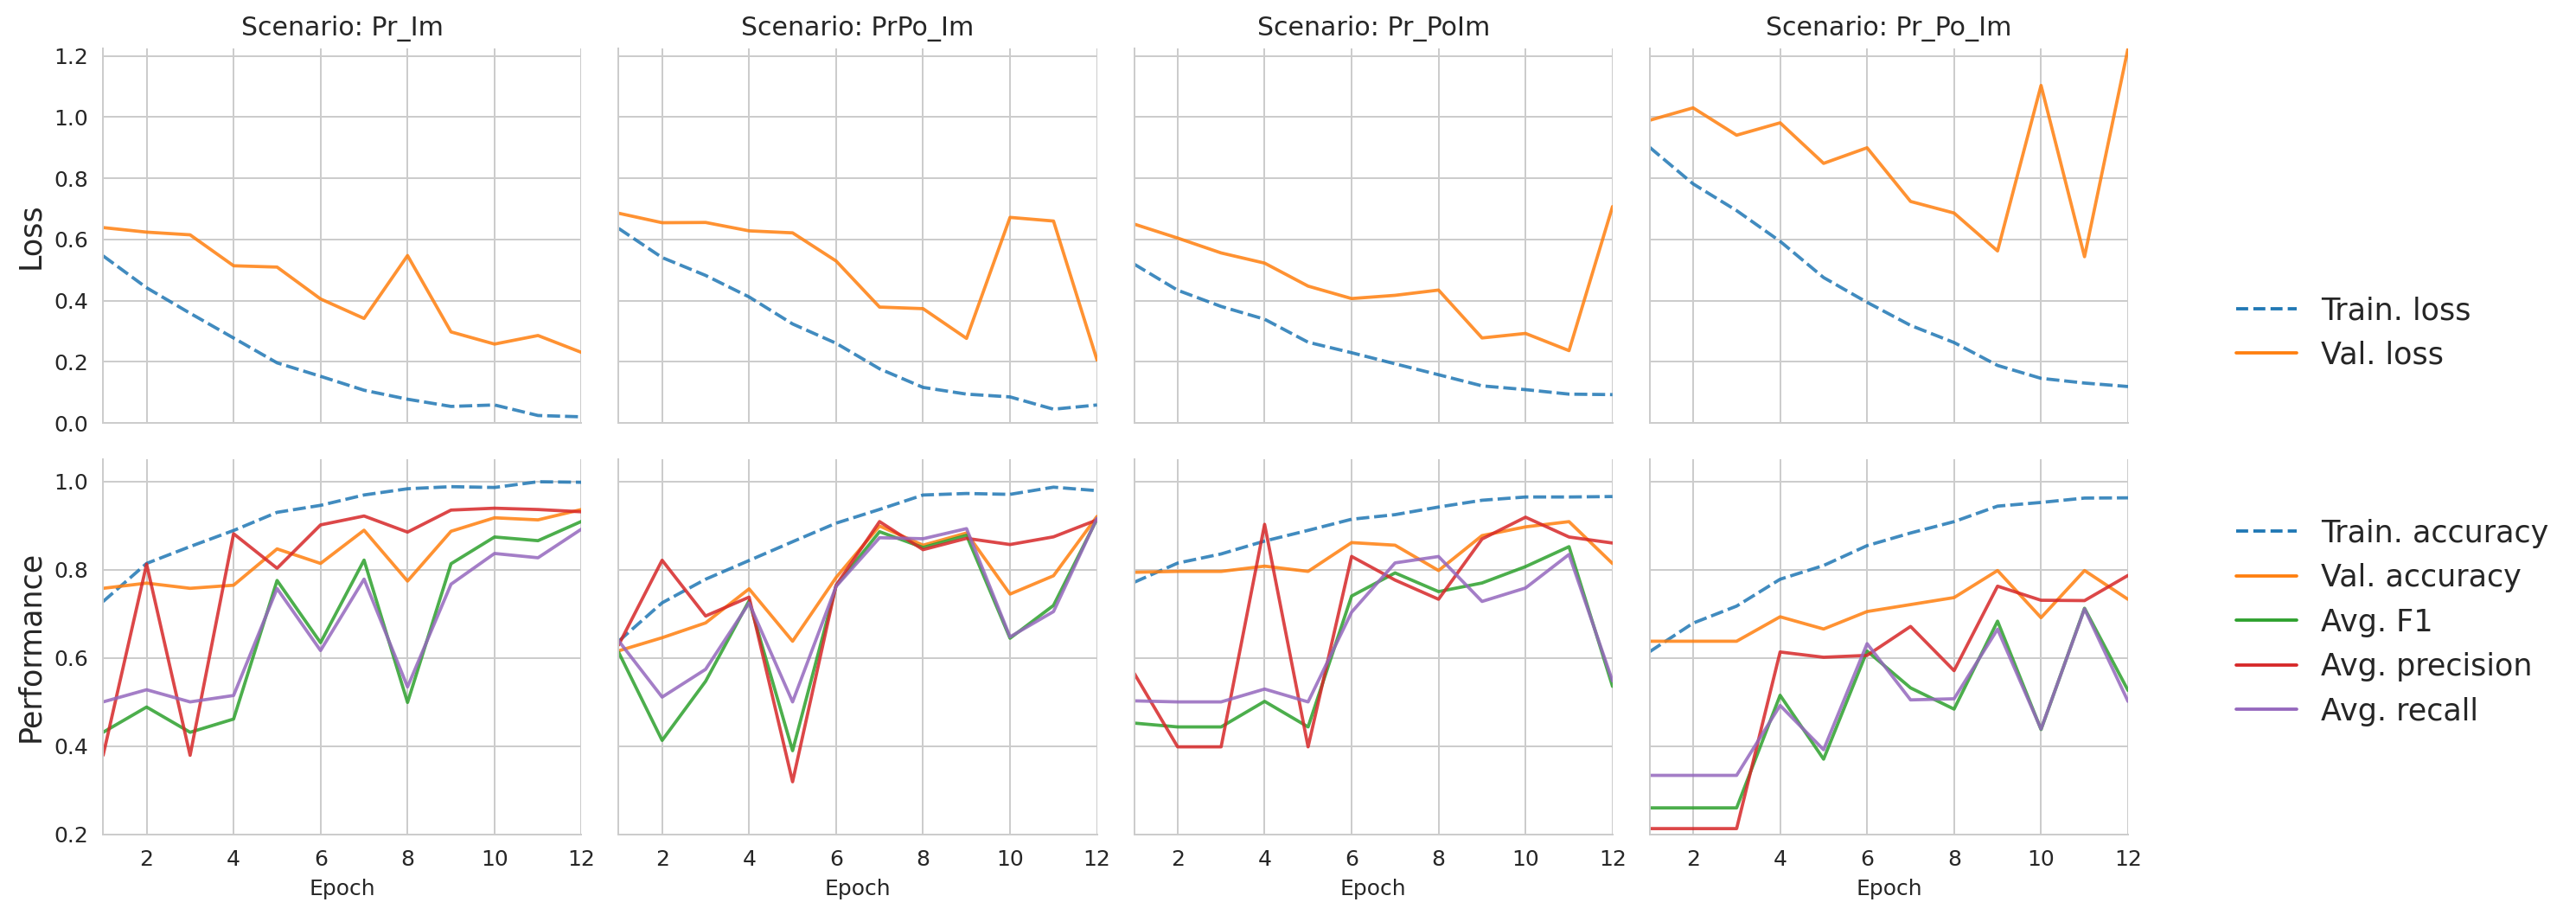 Scenario: Pr_Im
Scenario: PrPo_Im
Scenario: Pr_PoIm
Scenario: Pr_Po_Im
Loss
1.2
1.0
0.8
0.6
0.4
0.2
0.0
Train. loss
Val. loss
Performance
1.0
0.8
0.6
0.4
0.2
2 4 6 8 10 12
2 4 6 8 10 12
2 4 6 8 10 12
2 4 6 8 10 12
Epoch
Epoch
Epoch
Epoch
Train. accuracy
Val. accuracy
Avg. F1
Avg. precision
Avg. recall